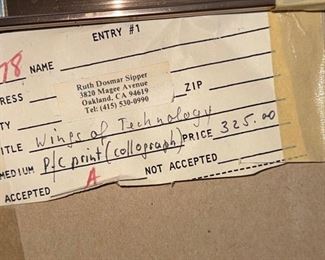 ENTRY #1
78 NAME
Ruth Dosmar Sipper
3820 Magee Avenue
Oakland, CA 94619
Tel: (415) 530-0990
DRESS
ZIP
TY
TITLE Wings of Technology
MEDIUM p/c print (collograph) PRICE 325.00
ACCEPTED A NOT ACCEPTED